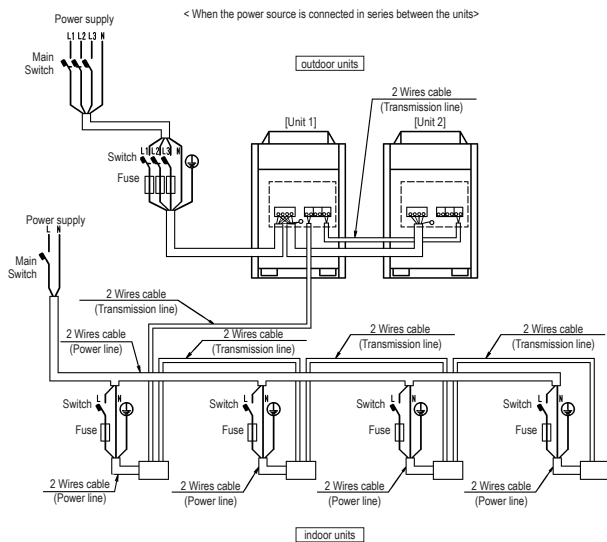 < When the power source is connected in series between the units>
Power supply
L1 L2 L3 N
Main
Switch
outdoor units
2 Wires cable
(Transmission line)
[Unit 1]
[Unit 2]
L1 L2 L3 N
Switch
Fuse
Power supply
L N
Main
Switch
2 Wires cable
(Transmission line)
2 Wires cable
(Power line)
2 Wires cable
(Transmission line)
2 Wires cable
(Transmission line)
2 Wires cable
(Transmission line)
L N
Switch
Fuse
L N
Switch
Fuse
L N
Switch
Fuse
L N
Switch
Fuse
2 Wires cable
(Power line)
2 Wires cable
(Power line)
2 Wires cable
(Power line)
2 Wires cable
(Power line)
indoor units